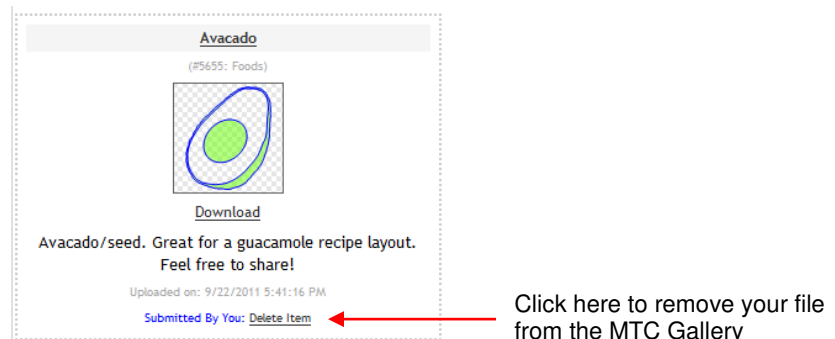 Avacado
(#5655: Foods)
Download
Avacado/seed. Great for a guacamole recipe layout.
Feel free to share!
Uploaded on: 9/22/2011 5:41:16 PM
Submitted By You: Delete Item
Click here to remove your file
from the MTC Gallery